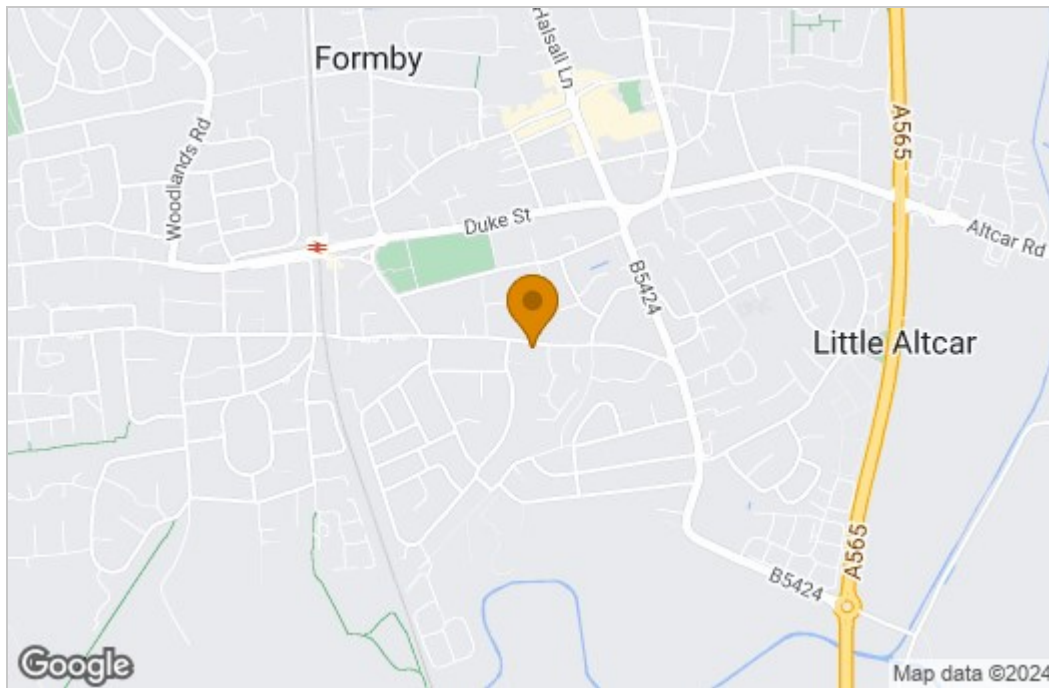 Halsall Ln
Formby
A565
Woodlands Rd
Duke St
Altcar Rd
B5424
Little Altcar
A565
B5424
Google
Map data ©2024